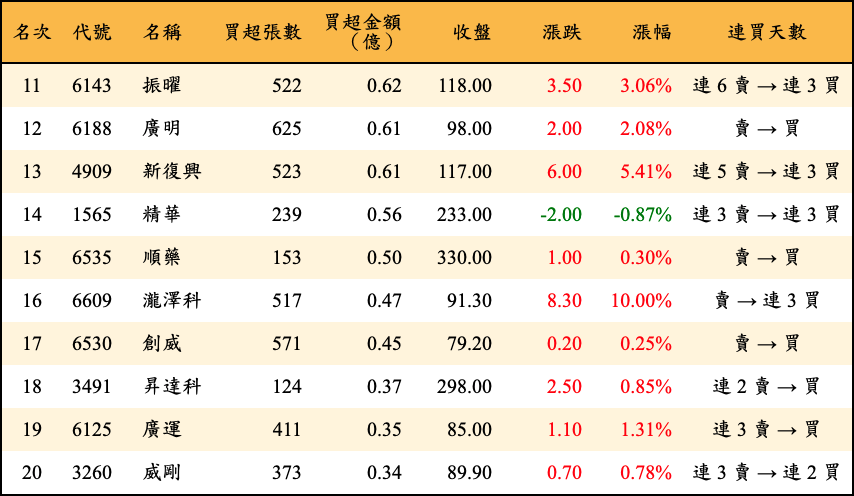 名次 代號 名稱 買超張數 買超金額（億） 收盤 漲跌 漲幅 連買天數
11 6143 振曜 522 0.62 118.00 3.50 3.06% 連 6 賣 → 連 3 買
12 6188 廣明 625 0.61 98.00 2.00 2.08% 賣 → 買
13 4909 新復興 523 0.61 117.00 6.00 5.41% 連 5 賣 → 連 3 買
14 1565 精華 239 0.56 233.00 -2.00 -0.87% 連 3 賣 → 連 3 買
15 6535 順藥 153 0.50 330.00 1.00 0.30% 賣 → 買
16 6609 瀧澤科 517 0.47 91.30 8.30 10.00% 賣 → 連 3 買
17 6530 創威 571 0.45 79.20 0.20 0.25% 賣 → 買
18 3491 昇達科 124 0.37 298.00 2.50 0.85% 連 2 賣 → 買
19 6125 廣運 411 0.35 85.00 1.10 1.31% 連 3 賣 → 買
20 3260 威剛 373 0.34 89.90 0.70 0.78% 連 3 賣 → 連 2 買